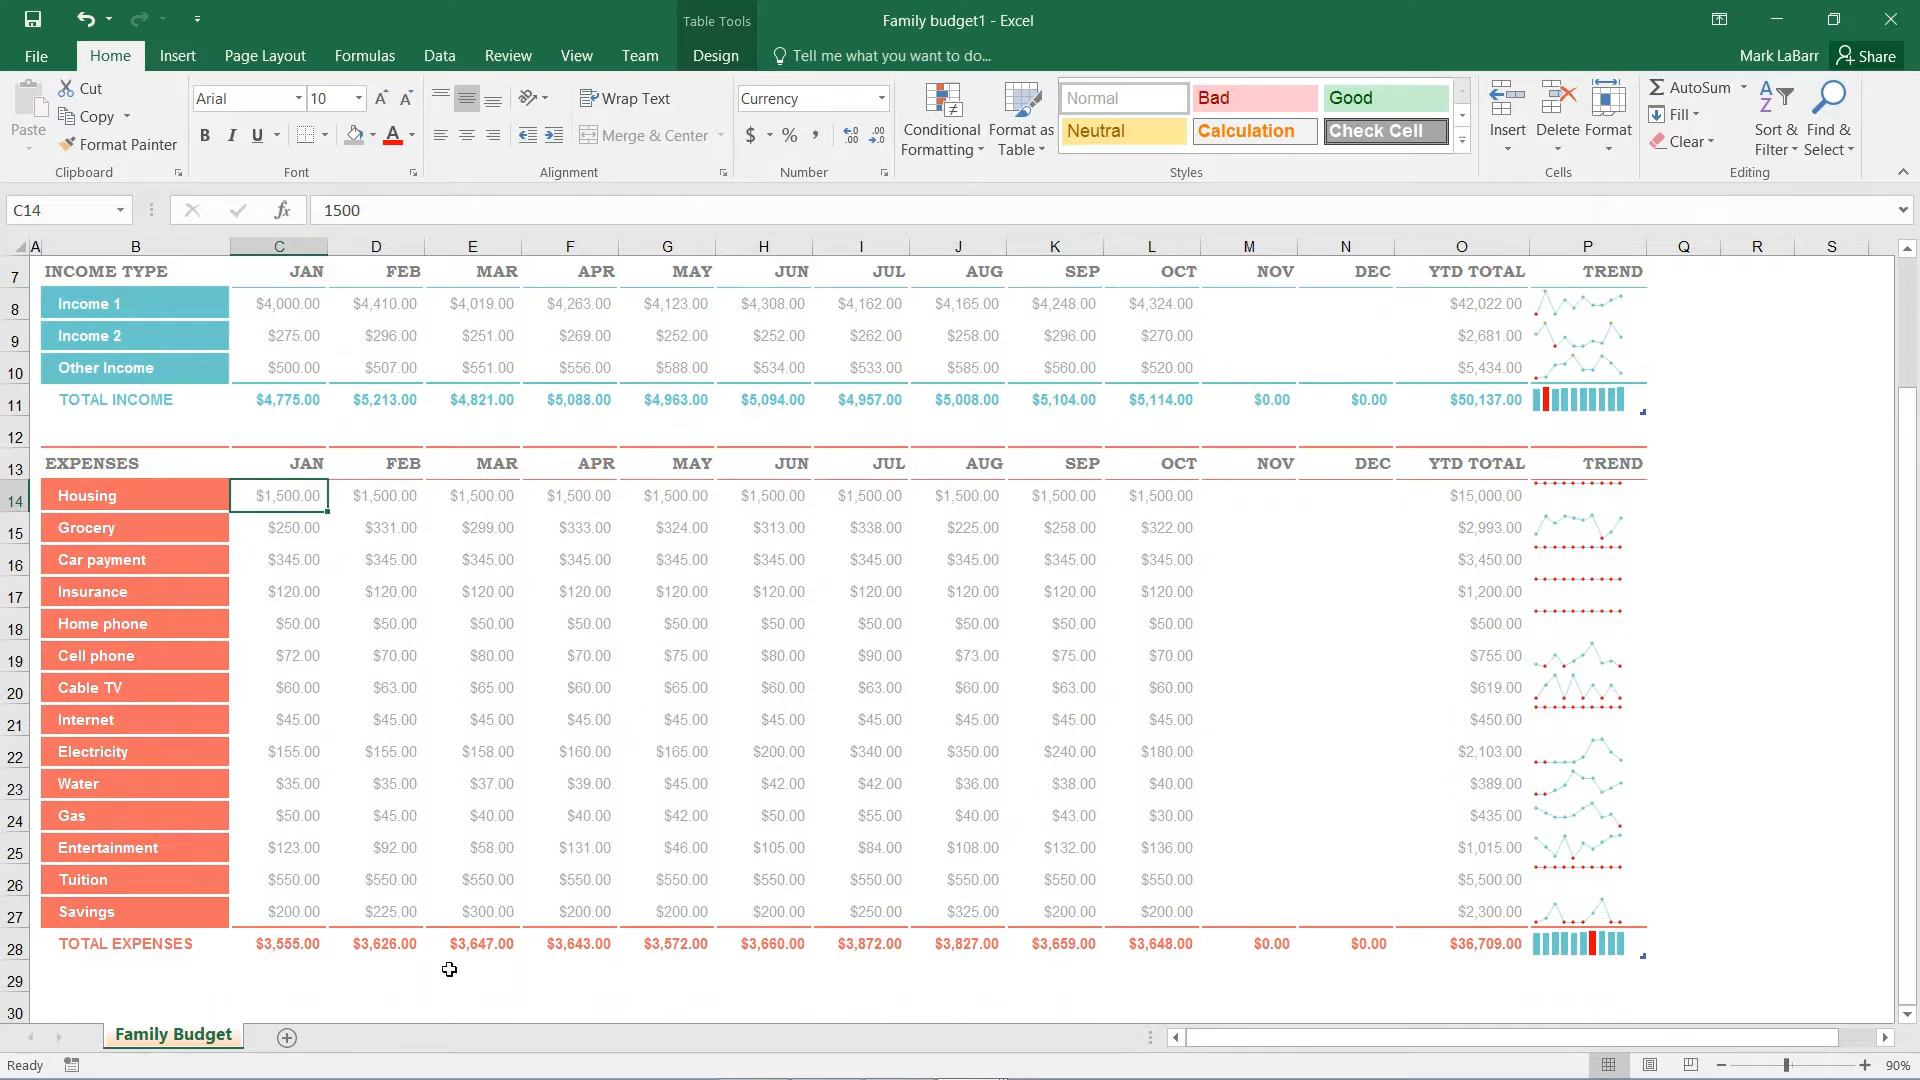 Table Tools
Family budget1 - Excel
File Home Insert Page Layout Formulas Data Review View Team Design Tell me what you want to do... Mark LaBarr Share
Paste Cut Copy Format Painter Clipboard
Arial 10 B I U A Font
Wrap Text Merge & Center Alignment
Currency $ % , Number
Conditional Formatting Format as Table
Normal Bad Good
Neutral Calculation Check Cell
Styles
Insert Delete Format Cells
AutoSum Fill Clear Sort & Filter Find & Select Editing
C14 fx 1500
A B C D E F G H I J K L M N O P Q R S
7 INCOME TYPE JAN FEB MAR APR MAY JUN JUL AUG SEP OCT NOV DEC YTD TOTAL TREND
8 Income 1 $4,000.00 $4,410.00 $4,019.00 $4,263.00 $4,123.00 $4,308.00 $4,162.00 $4,165.00 $4,248.00 $4,324.00 $42,022.00
9 Income 2 $275.00 $296.00 $251.00 $269.00 $252.00 $252.00 $262.00 $258.00 $296.00 $270.00 $2,681.00
10 Other Income $500.00 $507.00 $551.00 $556.00 $588.00 $534.00 $533.00 $585.00 $560.00 $520.00 $5,434.00
11 TOTAL INCOME $4,775.00 $5,213.00 $4,821.00 $5,088.00 $4,963.00 $5,094.00 $4,957.00 $5,008.00 $5,104.00 $5,114.00 $0.00 $0.00 $50,137.00
12
13 EXPENSES JAN FEB MAR APR MAY JUN JUL AUG SEP OCT NOV DEC YTD TOTAL TREND
14 Housing $1,500.00 $1,500.00 $1,500.00 $1,500.00 $1,500.00 $1,500.00 $1,500.00 $1,500.00 $1,500.00 $1,500.00 $15,000.00
15 Grocery $250.00 $331.00 $299.00 $333.00 $324.00 $313.00 $338.00 $225.00 $258.00 $322.00 $2,993.00
16 Car payment $345.00 $345.00 $345.00 $345.00 $345.00 $345.00 $345.00 $345.00 $345.00 $345.00 $3,450.00
17 Insurance $120.00 $120.00 $120.00 $120.00 $120.00 $120.00 $120.00 $120.00 $120.00 $120.00 $1,200.00
18 Home phone $50.00 $50.00 $50.00 $50.00 $50.00 $50.00 $50.00 $50.00 $50.00 $50.00 $500.00
19 Cell phone $72.00 $70.00 $80.00 $70.00 $75.00 $80.00 $90.00 $73.00 $75.00 $70.00 $755.00
20 Cable TV $60.00 $63.00 $65.00 $60.00 $65.00 $60.00 $63.00 $60.00 $63.00 $60.00 $619.00
21 Internet $45.00 $45.00 $45.00 $45.00 $45.00 $45.00 $45.00 $45.00 $45.00 $45.00 $450.00
22 Electricity $155.00 $155.00 $158.00 $160.00 $165.00 $200.00 $340.00 $350.00 $240.00 $180.00 $2,103.00
23 Water $35.00 $35.00 $37.00 $39.00 $45.00 $42.00 $42.00 $36.00 $38.00 $40.00 $389.00
24 Gas $50.00 $45.00 $40.00 $40.00 $42.00 $50.00 $55.00 $40.00 $43.00 $30.00 $435.00
25 Entertainment $123.00 $92.00 $58.00 $131.00 $46.00 $105.00 $84.00 $108.00 $132.00 $136.00 $1,015.00
26 Tuition $550.00 $550.00 $550.00 $550.00 $550.00 $550.00 $550.00 $550.00 $550.00 $550.00 $5,500.00
27 Savings $200.00 $225.00 $300.00 $200.00 $200.00 $200.00 $250.00 $325.00 $200.00 $200.00 $2,300.00
28 TOTAL EXPENSES $3,555.00 $3,626.00 $3,647.00 $3,643.00 $3,572.00 $3,660.00 $3,872.00 $3,827.00 $3,659.00 $3,648.00 $0.00 $0.00 $36,709.00
29
30
Family Budget
Ready 90%